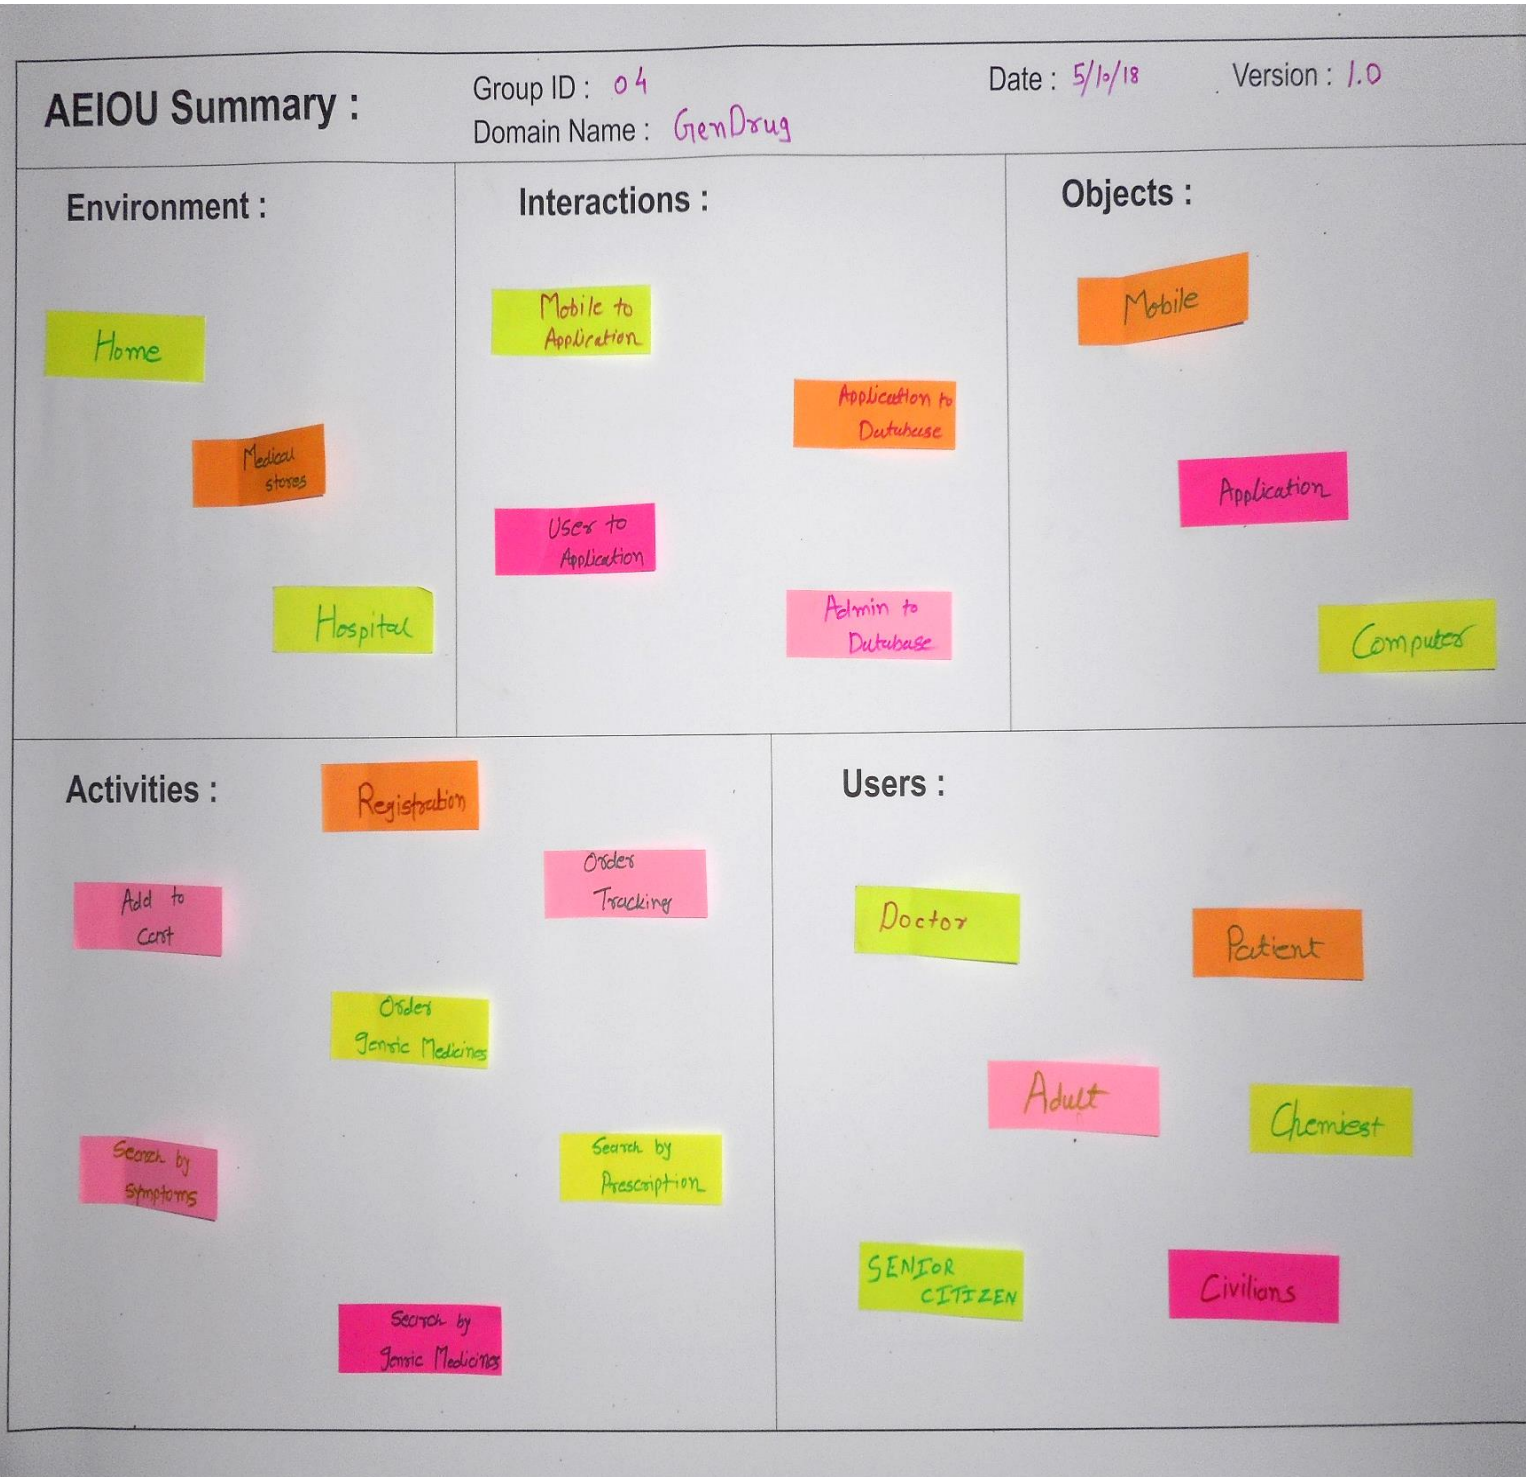 AEIOU Summary :
Group ID : 04
Domain Name : GenDrug
Date : 5/10/18
Version : 1.0
Environment :
Home
Medical
stores
Hospital
Interactions :
Mobile to
Application
Application to
Database
User to
Application
Admin to
Database
Objects :
Mobile
Application
Computer
Activities :
Registration
Add to
Cart
Order
Tracking
Order
genric Medicines
Search by
symptoms
Search by
Prescription
Search by
genric Medicines
Users :
Doctor
Patient
Adult
Chemiest
SENIOR
CITIZEN
Civilians